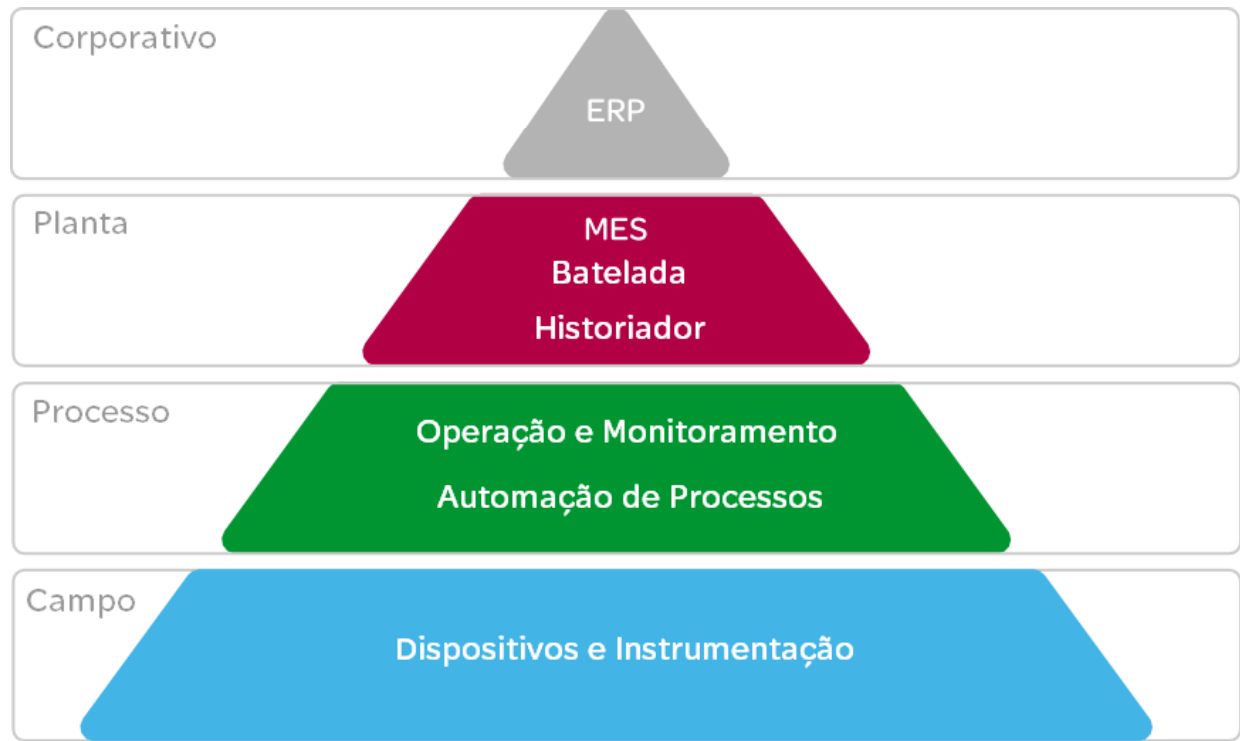 Corporativo
ERP
Planta
MES
Batelada
Historiador
Processo
Operação e Monitoramento
Automação de Processos
Campo
Dispositivos e Instrumentação